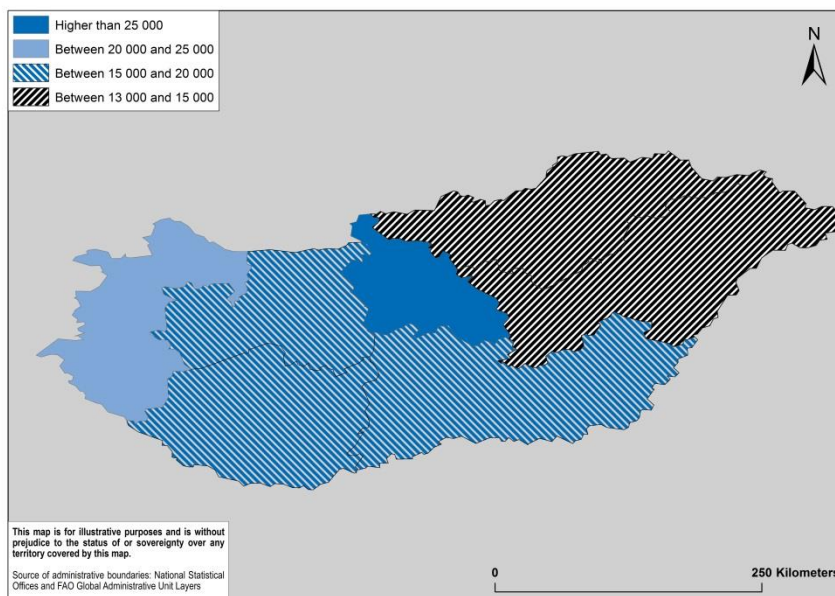 Higher than 25 000
Between 20 000 and 25 000
Between 15 000 and 20 000
Between 13 000 and 15 000
N
This map is for illustrative purposes and is without
prejudice to the status of or sovereignty over any
territory covered by this map.
Source of administrative boundaries: National Statistical
Offices and FAO Global Administrative Unit Layers
0
250 Kilometers